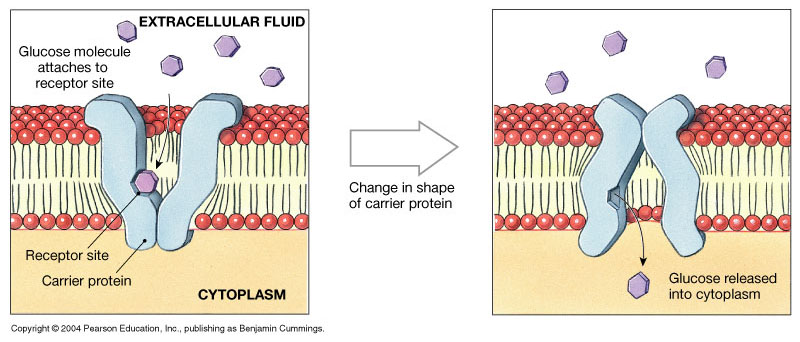 EXTRACELLULAR FLUID
Glucose molecule
attaches to
receptor site
Receptor site
Carrier protein
CYTOPLASM
Change in shape
of carrier protein
Glucose released
into cytoplasm
Copyright © 2004 Pearson Education, Inc., publishing as Benjamin Cummings.